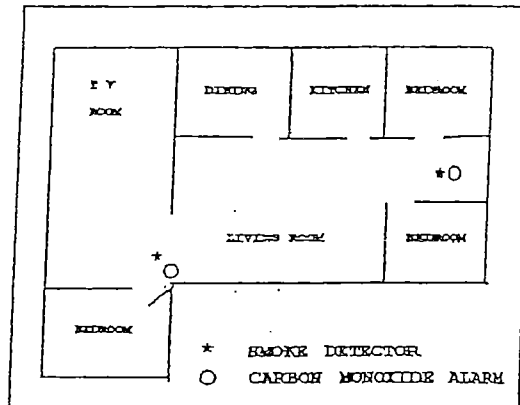 T V DINING KITCHEN BEDROOM
ROOM
LIVING ROOM BEDROOM
BEDROOM
* SMOKE DETECTOR
CARBON MONOXIDE ALARM